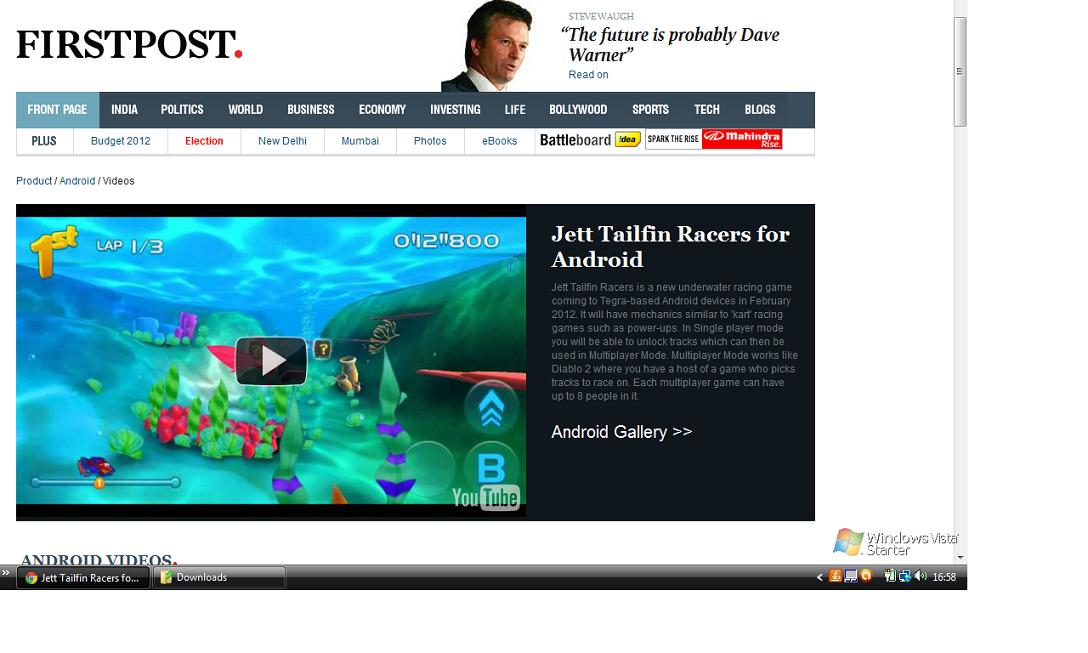 FIRSTPOST.
STEVE WAUGH
“The future is probably Dave
Warner”
Read on
FRONT PAGE INDIA POLITICS WORLD BUSINESS ECONOMY INVESTING LIFE BOLLYWOOD SPORTS TECH BLOGS
PLUS Budget 2012 Election New Delhi Mumbai Photos eBooks Battleboard !dea SPARK THE RISE Mahindra
Rise.
Product / Android / Videos
1st LAP 1/3 0'12"800
Jett Tailfin Racers for
Android
Jett Tailfin Racers is a new underwater racing game
coming to Tegra-based Android devices in February
2012. It will have mechanics similar to 'kart' racing
games such as power-ups. In Single player mode
you will be able to unlock tracks which can then be
used in Multiplayer Mode. Multiplayer Mode works like
Diablo 2 where you have a host of a game who picks
tracks to race on. Each multiplayer game can have
up to 8 people in it.
Android Gallery >>
?
B
1
YouTube
Windows Vista
Starter
ANDROID VIDEOS.
» Jett Tailfin Racers fo... Downloads < 16:58